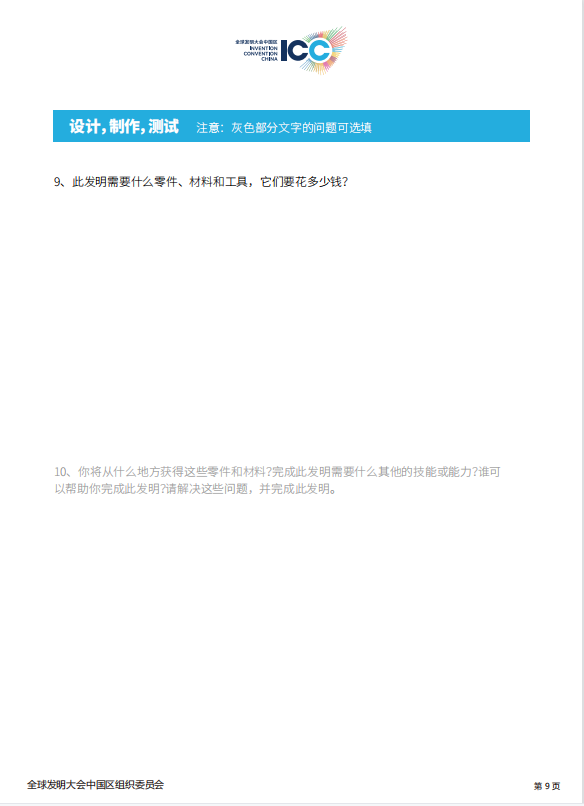 全球发明大会中国区
INVENTION
CONVENTION
CHINA
ICC
设计，制作，测试 注意：灰色部分文字的问题可选填
9、此发明需要什么零件、材料和工具，它们要花多少钱？
10、你将从什么地方获得这些零件和材料?完成此发明需要什么其他的技能或能力?谁可
以帮助你完成此发明?请解决这些问题，并完成此发明。
全球发明大会中国区组织委员会
第 9 页